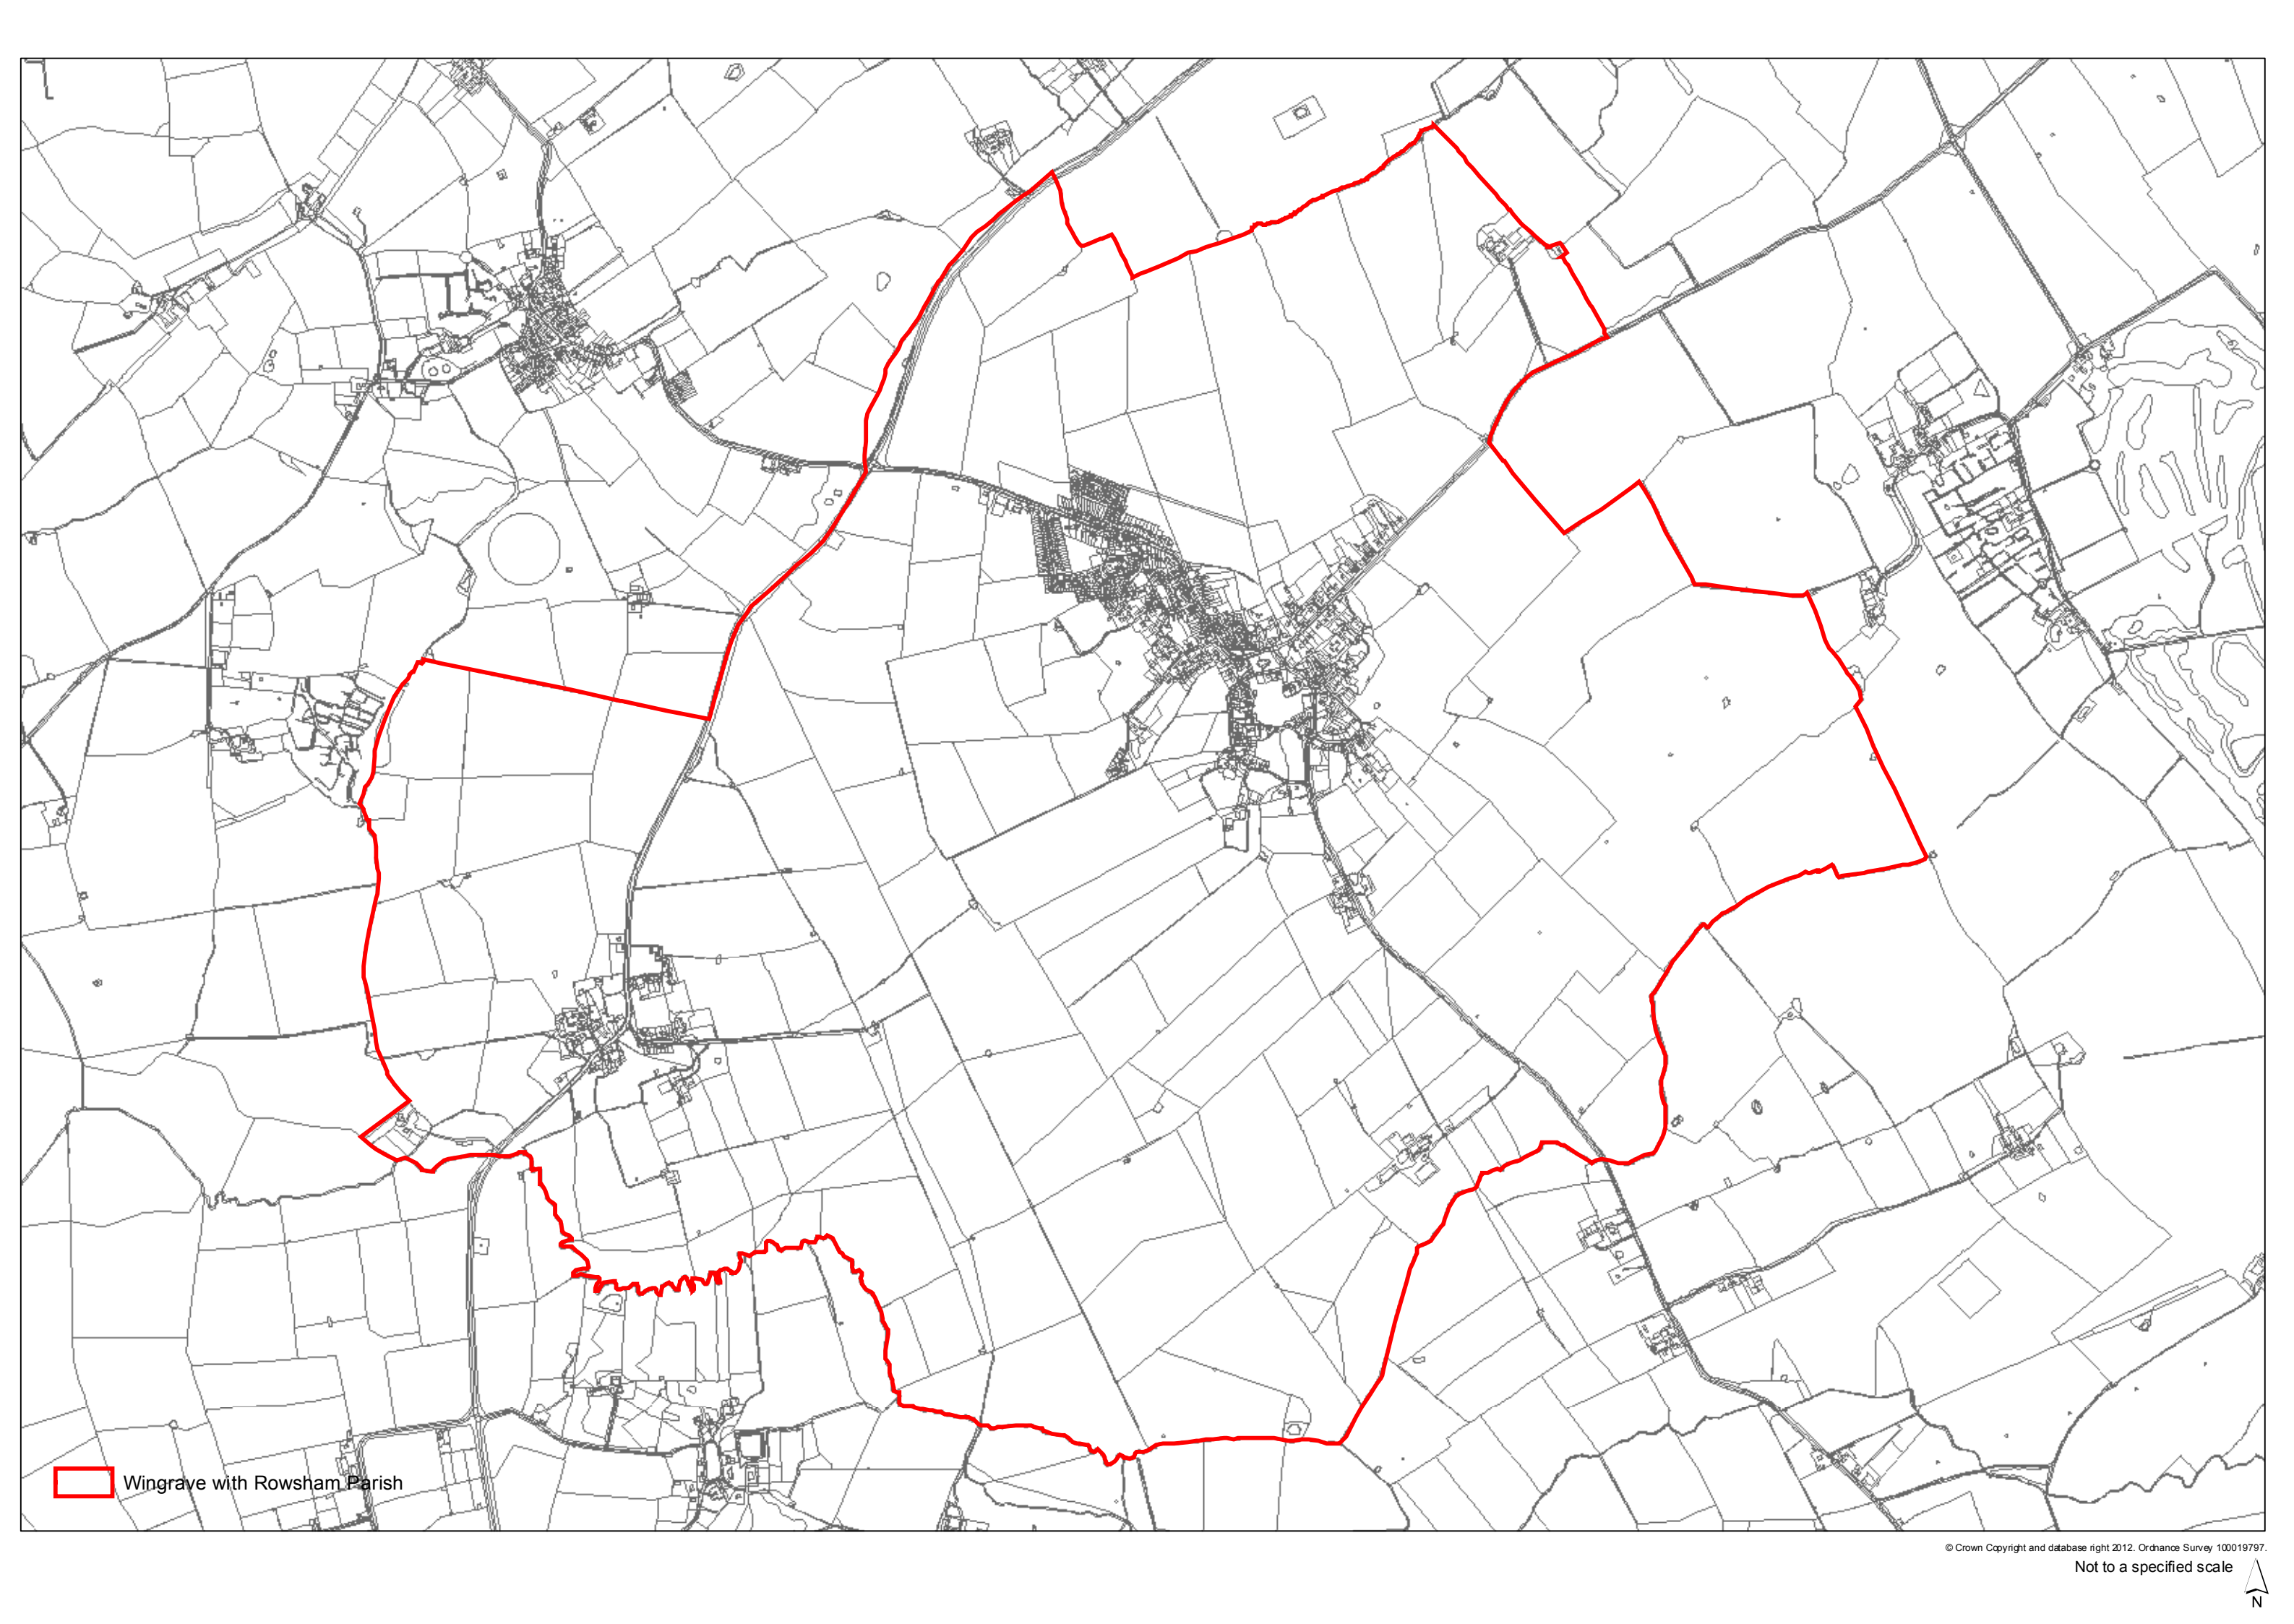 Wingrave with Rowsham Parish
© Crown Copyright and database right 2012. Ordnance Survey 100019797.
Not to a specified scale
N